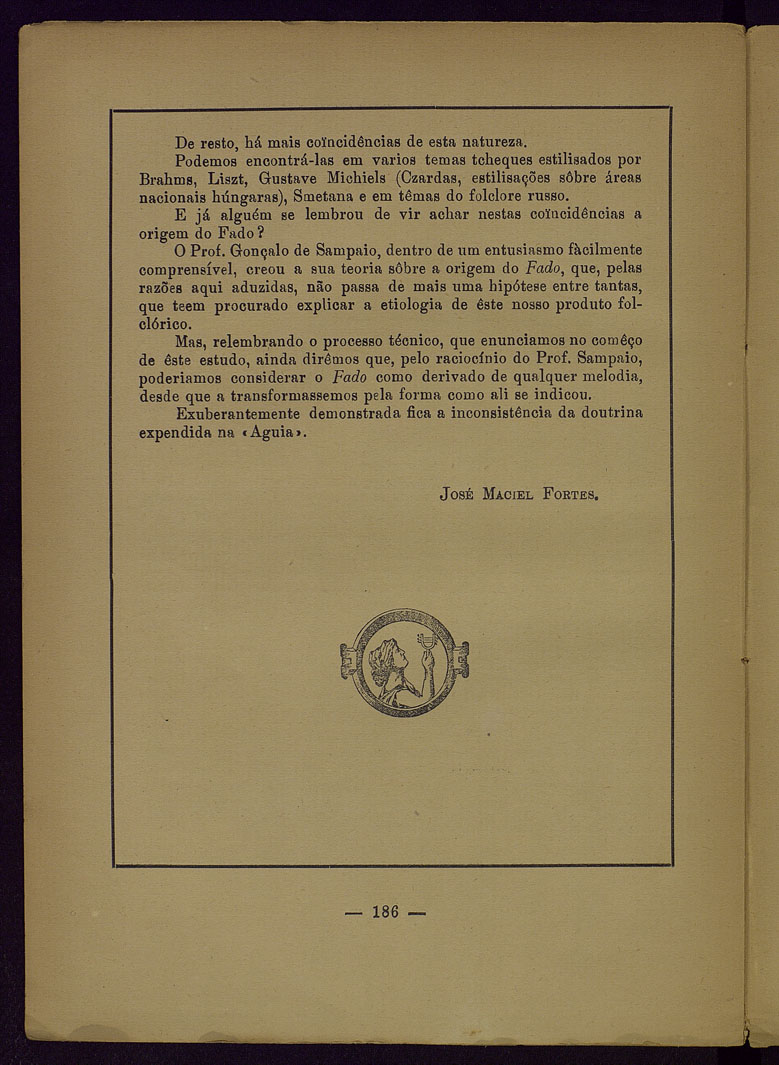 De resto, há mais coïncidências de esta natureza.
Podemos encontrá-las em varios temas tcheques estilisados por
Brahms, Liszt, Gustave Michiels (Czardas, estilisações sôbre áreas
nacionais húngaras), Smetana e em têmas do folclore russo.
E já alguém se lembrou de vir achar nestas coïncidências a
origem do Fado?
O Prof. Gonçalo de Sampaio, dentro de um entusiasmo fàcilmente
comprensível, creou a sua teoria sôbre a origem do Fado, que, pelas
razões aqui aduzidas, não passa de mais uma hipótese entre tantas,
que teem procurado explicar a etiologia de éste nosso produto fol-
clórico.
Mas, relembrando o processo técnico, que enunciamos no comêço
de êste estudo, ainda dirêmos que, pelo raciocínio do Prof. Sampaio,
poderiamos considerar o Fado como derivado de qualquer melodia,
desde que a transformassemos pela forma como ali se indicou.
Exuberantemente demonstrada fica a inconsistência da doutrina
expendida na «Aguia».
JOSÉ MACIEL FORTES.
— 186 —